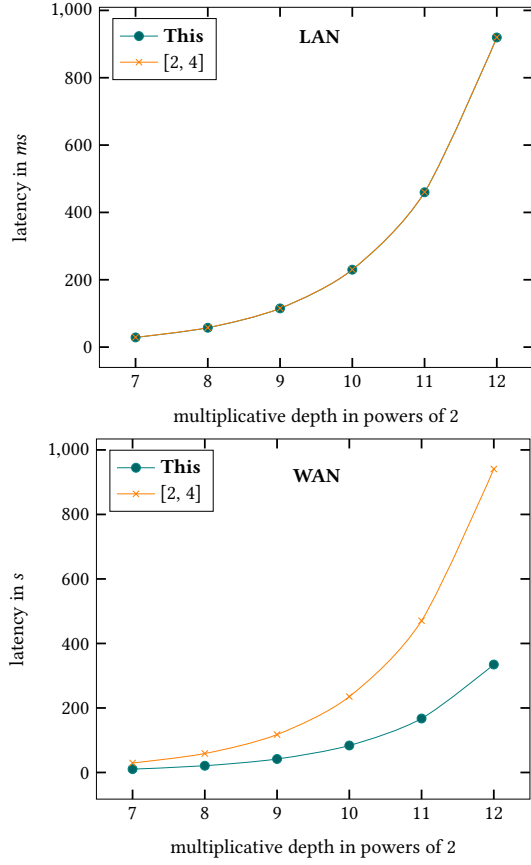 1,000
800
600
400
200
0
latency in ms
This
[2, 4]
LAN
7 8 9 10 11 12
multiplicative depth in powers of 2
1,000
800
600
400
200
0
latency in s
This
[2, 4]
WAN
7 8 9 10 11 12
multiplicative depth in powers of 2